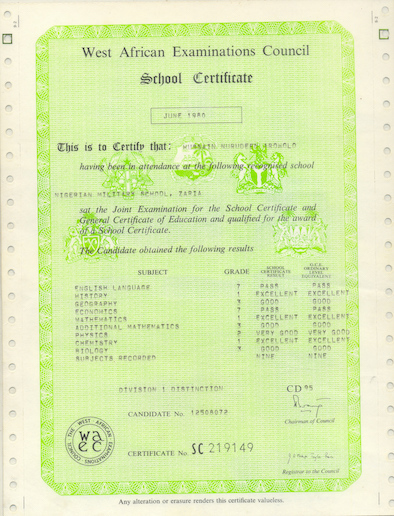 West African Examinations Council
School Certificate
JUNE 1980
This is to Certify that: HUSSAIN NURUDEEN AROWOLO
having been in attendance at the following recognised school
NIGERIAN MILITARY SCHOOL, ZARIA
sat the Joint Examination for the School Certificate and
General Certificate of Education and qualified for the award
of a School Certificate.
The Candidate obtained the following results
SUBJECT GRADE SCHOOL CERTIFICATE RESULT G.C.E. ORDINARY LEVEL EQUIVALENT
ENGLISH LANGUAGE 7 PASS PASS
HISTORY 1 EXCELLENT EXCELLENT
GEOGRAPHY 3 GOOD GOOD
ECONOMICS 7 PASS PASS
MATHEMATICS 1 EXCELLENT EXCELLENT
ADDITIONAL MATHEMATICS 3 GOOD GOOD
PHYSICS 2 VERY GOOD VERY GOOD
CHEMISTRY 1 EXCELLENT EXCELLENT
BIOLOGY 3 GOOD GOOD
SUBJECTS RECORDED NINE NINE
DIVISION 1 DISTINCTION
CD 95
CANDIDATE No. 12508072
Chairman of Council
THE WEST AFRICAN EXAMINATIONS COUNCIL
waec
CERTIFICATE No. SC 219149
Registrar to the Council
Any alteration or erasure renders this certificate valueless.